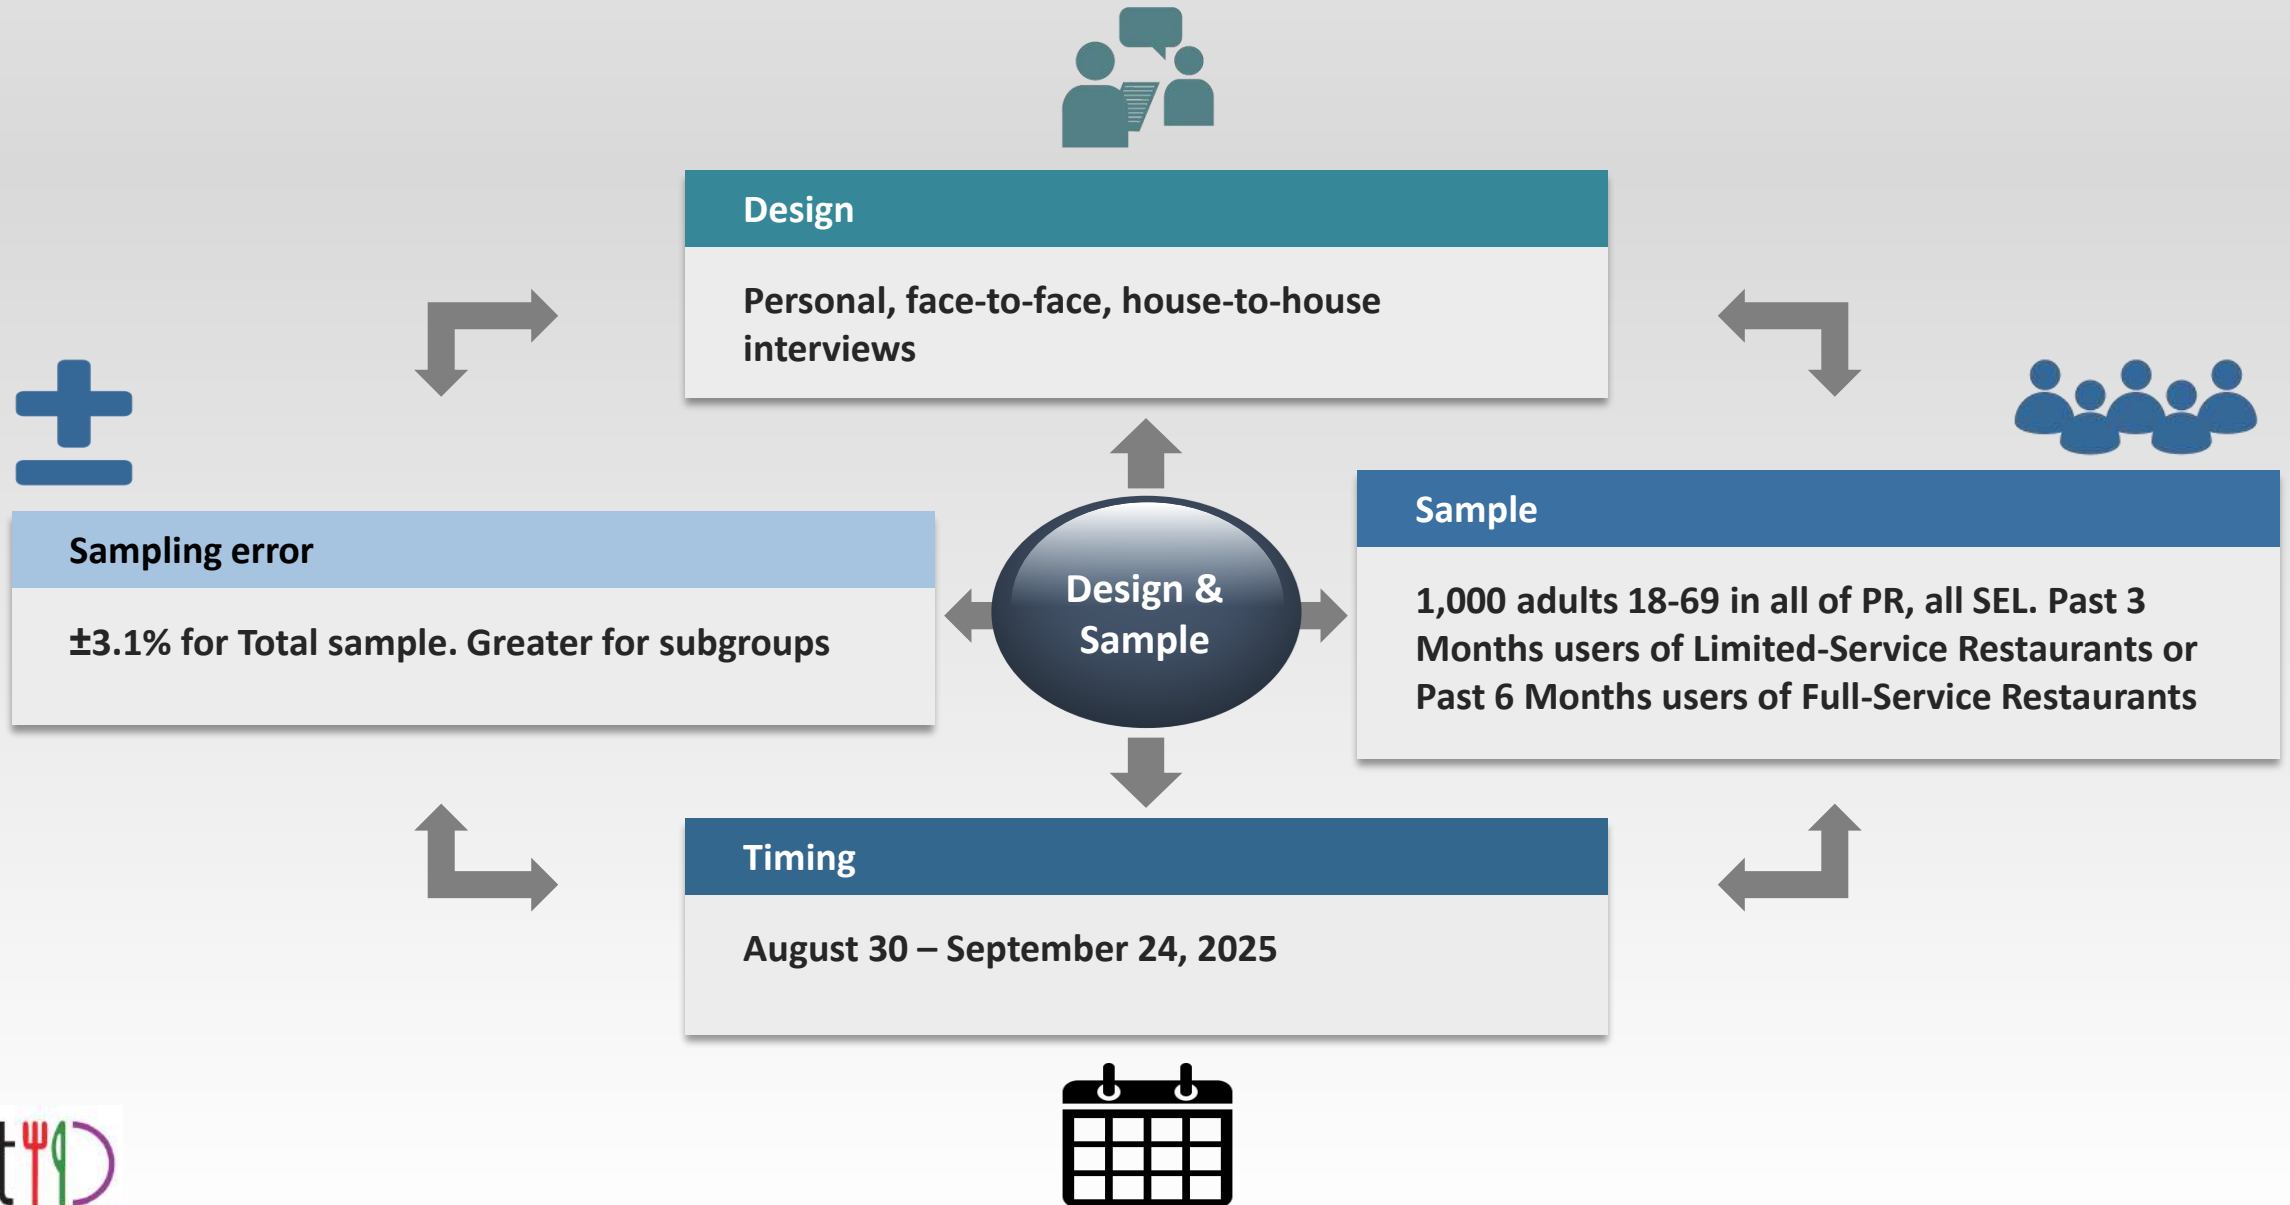 Design
Personal, face-to-face, house-to-house
interviews
Sampling error
±3.1% for Total sample. Greater for subgroups
Design &
Sample
Sample
1,000 adults 18-69 in all of PR, all SEL. Past 3
Months users of Limited-Service Restaurants or
Past 6 Months users of Full-Service Restaurants
Timing
August 30 – September 24, 2025
t